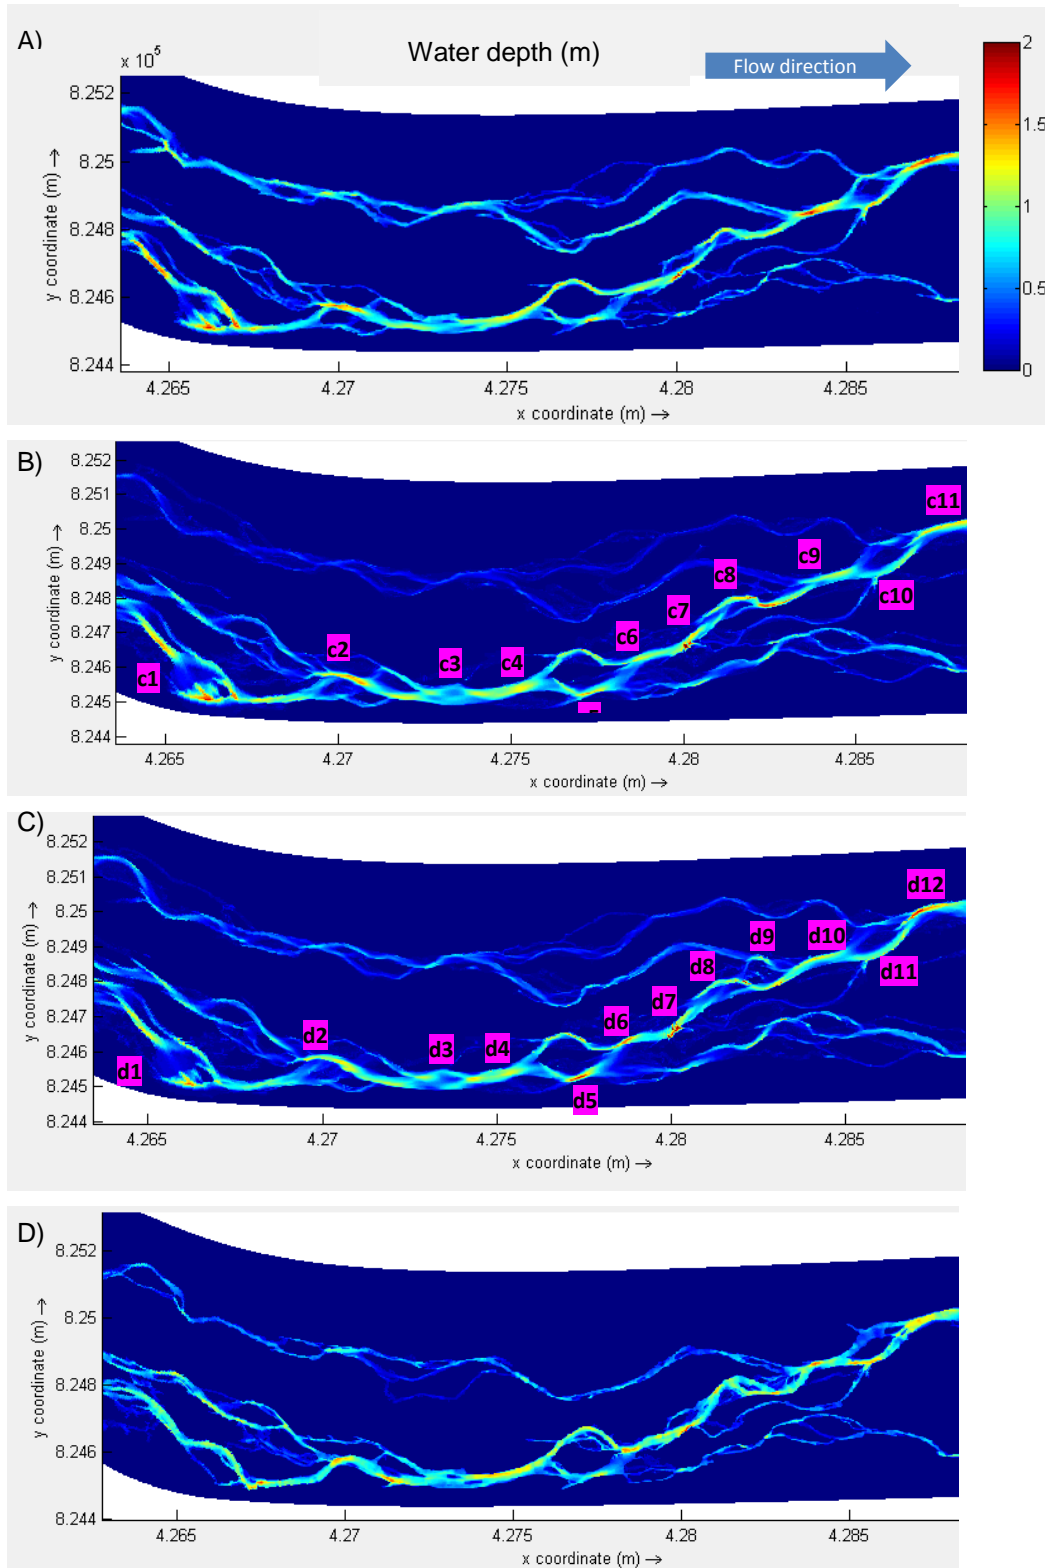 A)
Water depth (m)
Flow direction
x 10⁵
8.252
8.25
8.248
8.246
8.244
y coordinate (m) →
4.265 4.27 4.275 4.28 4.285
x coordinate (m) →
2
1.5
1
0.5
0
B)
8.252
8.251
8.25
8.249
8.248
8.247
8.246
8.245
8.244
y coordinate (m) →
c11
c9
c8
c10
c7
c6
c2
c3
c4
c1
4.265 4.27 4.275 4.28 4.285
x coordinate (m) →
C)
8.252
8.251
8.25
8.249
8.248
8.247
8.246
8.245
8.244
y coordinate (m) →
d12
d9
d10
d8
d11
d7
d6
d2
d3
d4
d1
d5
4.265 4.27 4.275 4.28 4.285
x coordinate (m) →
D)
8.252
8.25
8.248
8.246
8.244
y coordinate (m) →
4.265 4.27 4.275 4.28 4.285
x coordinate (m) →